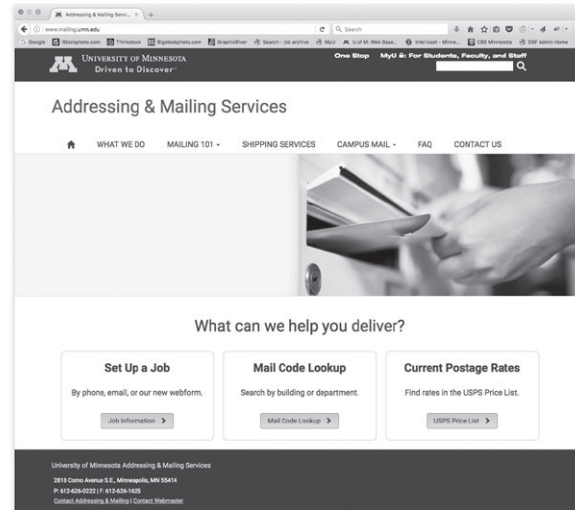 Addressing & Mailing Servi...
www.mailing.umn.edu
Search
Google iStockphoto.com Thinkstock Bigstockphoto.com GraphicRiver Search - job archive MyU U of M Web Base... Intellicast - Minne... CBS Minnesota DSF Admin Home
UNIVERSITY OF MINNESOTA
Driven to Discover
One Stop MyU : For Students, Faculty, and Staff
Addressing & Mailing Services
WHAT WE DO MAILING 101 SHIPPING SERVICES CAMPUS MAIL FAQ CONTACT US
What can we help you deliver?
Set Up a Job
By phone, email, or our new webform.
Job Information
Mail Code Lookup
Search by building or department.
Mail Code Lookup
Current Postage Rates
Find rates in the USPS Price List.
USPS Price List
University of Minnesota Addressing & Mailing Services
2818 Como Avenue S.E., Minneapolis, MN 55414
P: 612-626-0222 | F: 612-626-1625
Contact Addressing & Mailing | Contact Webmaster